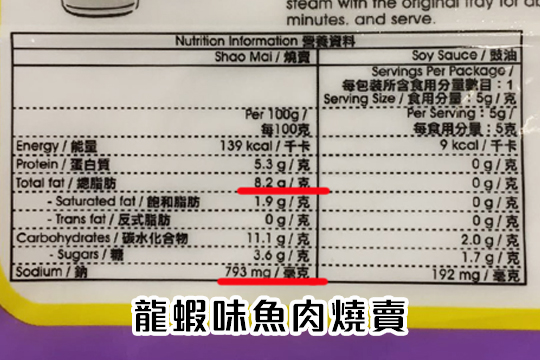 steam with the original tray for ab
minutes, and serve.
Nutrition Information 營養資料
Shao Mai / 燒賣 Soy Sauce / 豉油
Servings Per Package /
每包裝所含食用分量數目：1
Serving Size / 食用分量：5g / 克
Per 100g / Per Serving : 5g /
每100克 每食用分量：5克
Energy / 能量 139 kcal / 千卡 9 kcal / 千卡
Protein / 蛋白質 5.3 g / 克 0 g / 克
Total fat / 總脂肪 8.2 g / 克 0 g / 克
- Saturated fat / 飽和脂肪 1.9 g / 克 0 g / 克
- Trans fat / 反式脂肪 0 g / 克 0 g / 克
Carbohydrates / 碳水化合物 11.1 g / 克 2.0 g / 克
- Sugars / 糖 3.6 g / 克 1.7 g / 克
Sodium / 鈉 793 mg / 毫克 192 mg / 毫克
龍蝦味魚肉燒賣